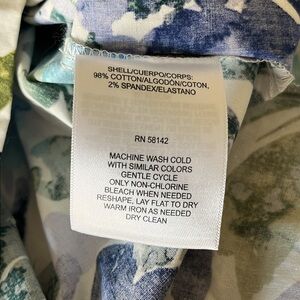 SHELL/CUERPO/CORPS:
98% COTTON/ALGODÓN/COTON,
2% SPANDEX/ELASTANO
RN 58142
MACHINE WASH COLD
WITH SIMILAR COLORS
GENTLE CYCLE
ONLY NON-CHLORINE
BLEACH WHEN NEEDED
RESHAPE, LAY FLAT TO DRY
WARM IRON AS NEEDED
DRY CLEAN